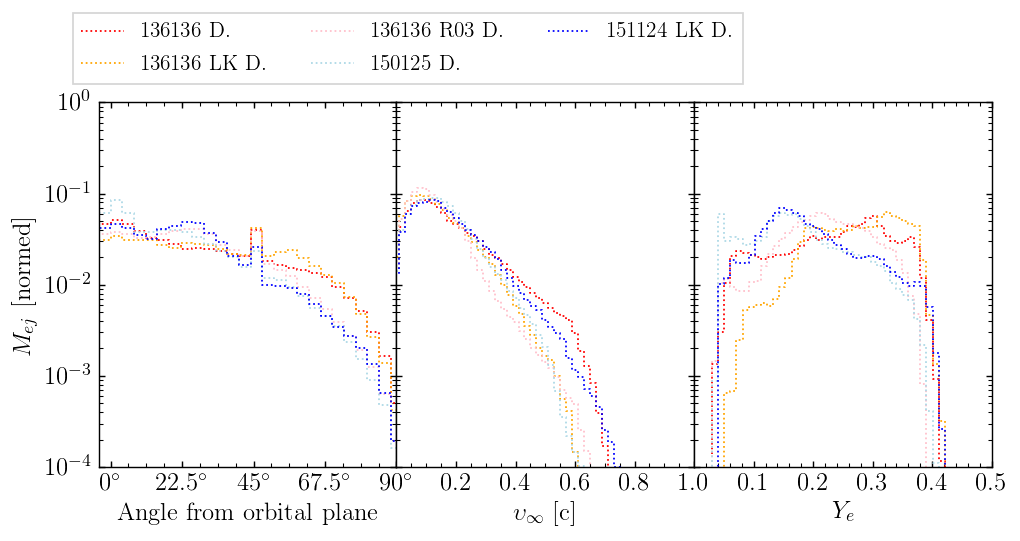 136136 D. 136136 R03 D. 151124 LK D.
136136 LK D. 150125 D.
10⁰
10⁻¹
10⁻²
10⁻³
10⁻⁴
M_ej [normed]
0° 22.5° 45° 67.5° 90° 0.2 0.4 0.6 0.8 1.0 0.1 0.2 0.3 0.4 0.5
Angle from orbital plane υ_∞ [c] Y_e